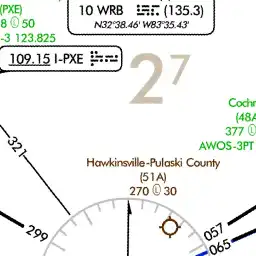 (PXE)
8 50
-3 123.825
10 WRB (135.3)
N32°38.46' W83°35.43'
109.15 I-PXE
27
Cochr
(48A
377
AWOS-3PT
321
Hawkinsville-Pulaski County
(51A)
270 30
299
057
065